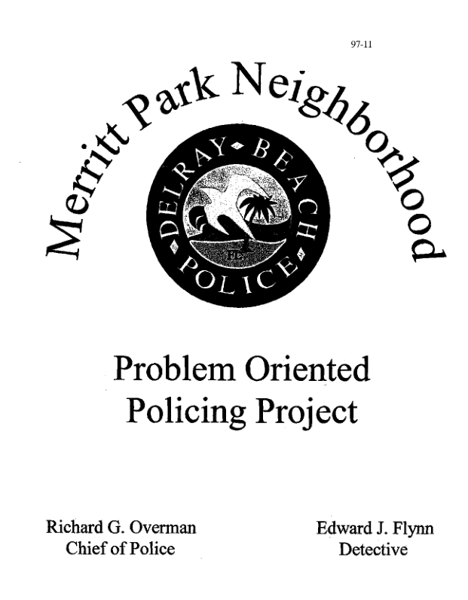 97-11
Merritt Park Neighborhood
DELRAY BEACH
FL
POLICE
Problem Oriented
Policing Project
Richard G. Overman
Chief of Police
Edward J. Flynn
Detective